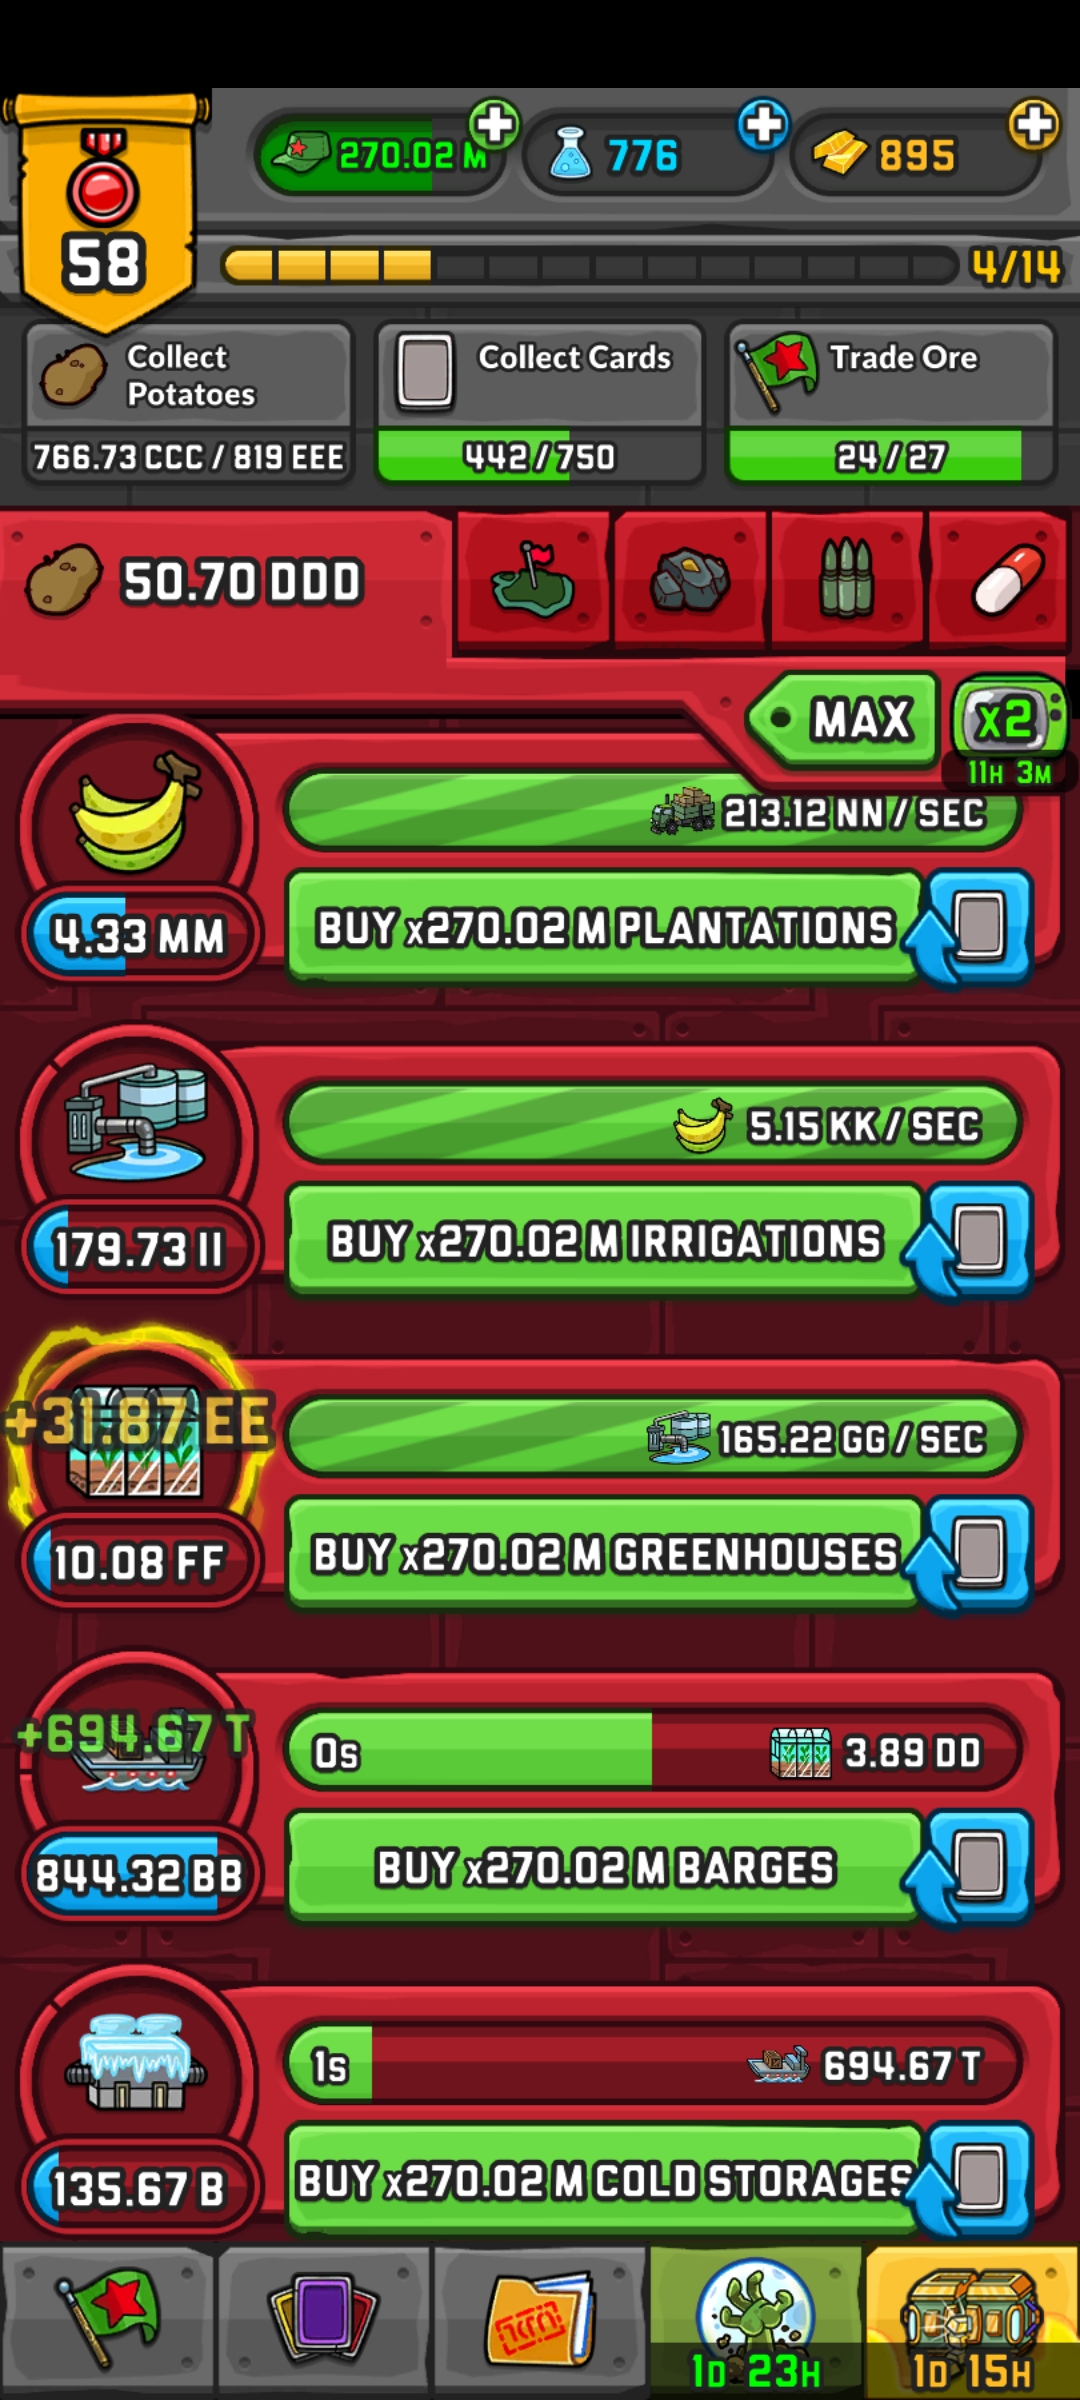 58
270.02 M
776
895
4/14
Collect
Potatoes
766.73 CCC / 819 EEE
Collect Cards
442/750
Trade Ore
24/27
50.70 DDD
MAX
x2
11H 3M
213.12 NN / SEC
4.33 MM
BUY x270.02 M PLANTATIONS
5.15 KK / SEC
179.73 II
BUY x270.02 M IRRIGATIONS
+31.87 EE
165.22 GG / SEC
10.08 FF
BUY x270.02 M GREENHOUSES
+694.67 T
0s
3.89 DD
844.32 BB
BUY x270.02 M BARGES
1s
694.67 T
135.67 B
BUY x270.02 M COLD STORAGES
1D 23H
1D 15H